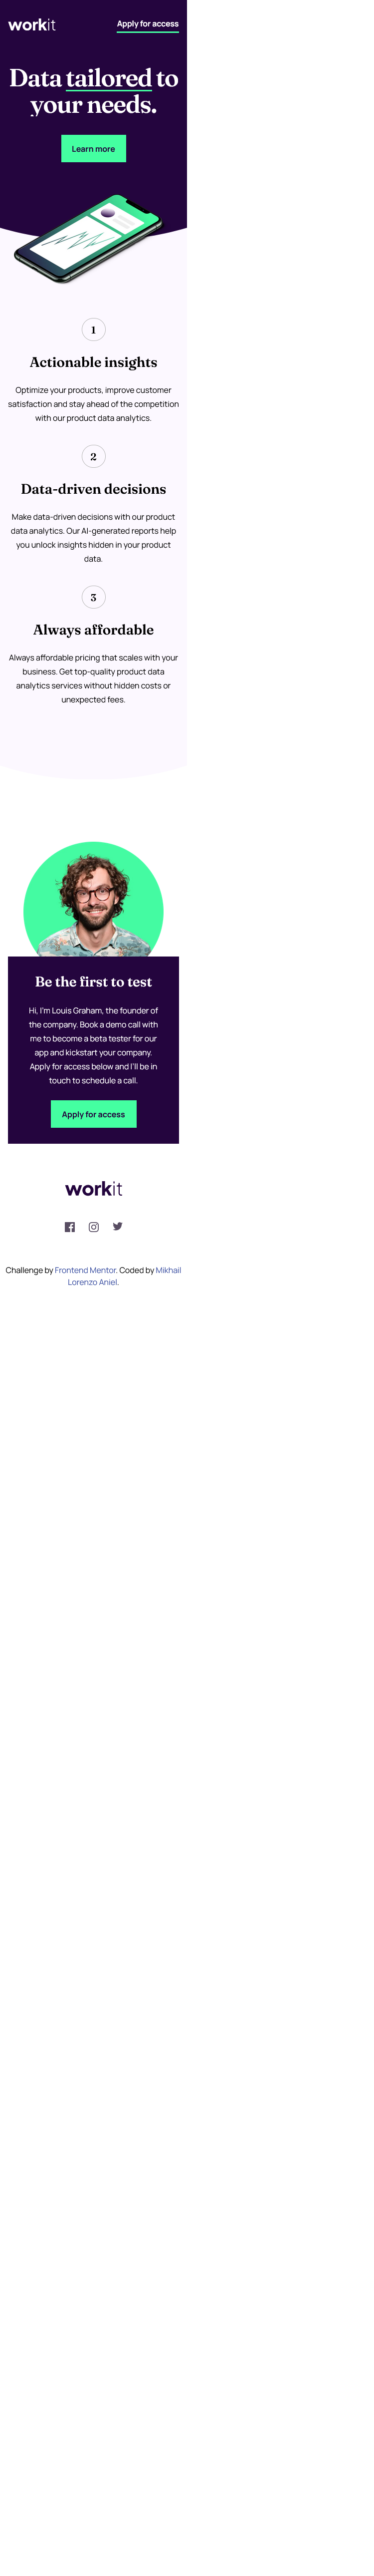 workit
Apply for access
Data tailored to
your needs.
Learn more
1
Actionable insights
Optimize your products, improve customer
satisfaction and stay ahead of the competition
with our product data analytics.
2
Data-driven decisions
Make data-driven decisions with our product
data analytics. Our AI-generated reports help
you unlock insights hidden in your product
data.
3
Always affordable
Always affordable pricing that scales with your
business. Get top-quality product data
analytics services without hidden costs or
unexpected fees.
Be the first to test
Hi, I'm Louis Graham, the founder of
the company. Book a demo call with
me to become a beta tester for our
app and kickstart your company.
Apply for access below and I'll be in
touch to schedule a call.
Apply for access
workit
Challenge by Frontend Mentor. Coded by Mikhail
Lorenzo Aniel.